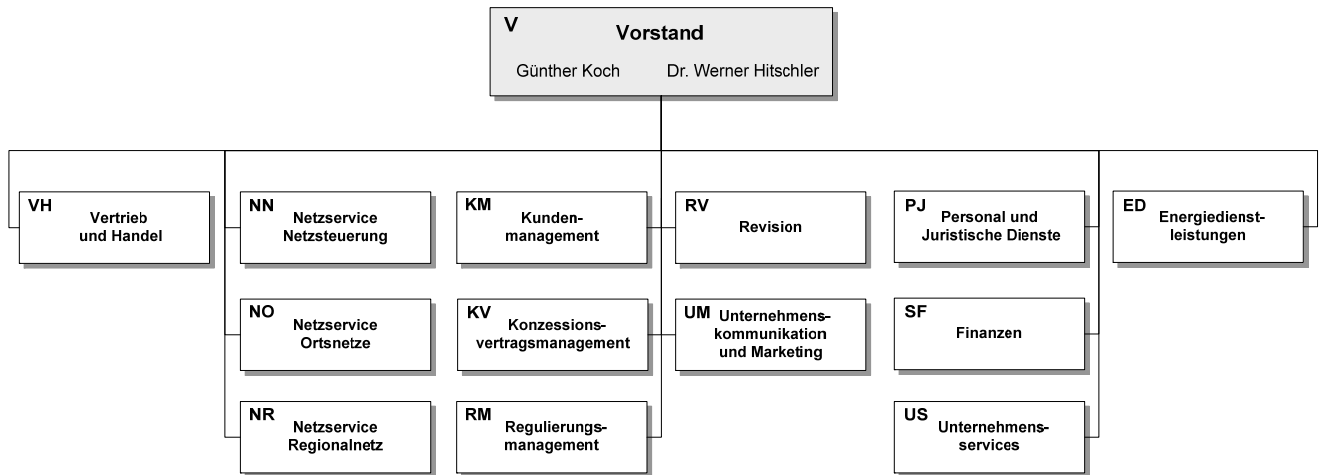 V
Vorstand
Günther Koch Dr. Werner Hitschler
VH
Vertrieb
und Handel
NN
Netzservice
Netzsteuerung
KM
Kunden-
management
RV
Revision
PJ
Personal und
Juristische Dienste
ED
Energiedienst-
leistungen
NO
Netzservice
Ortsnetze
KV
Konzessions-
vertragsmanagement
UM
Unternehmens-
kommunikation
und Marketing
SF
Finanzen
NR
Netzservice
Regionalnetz
RM
Regulierungs-
management
US
Unternehmens-
services